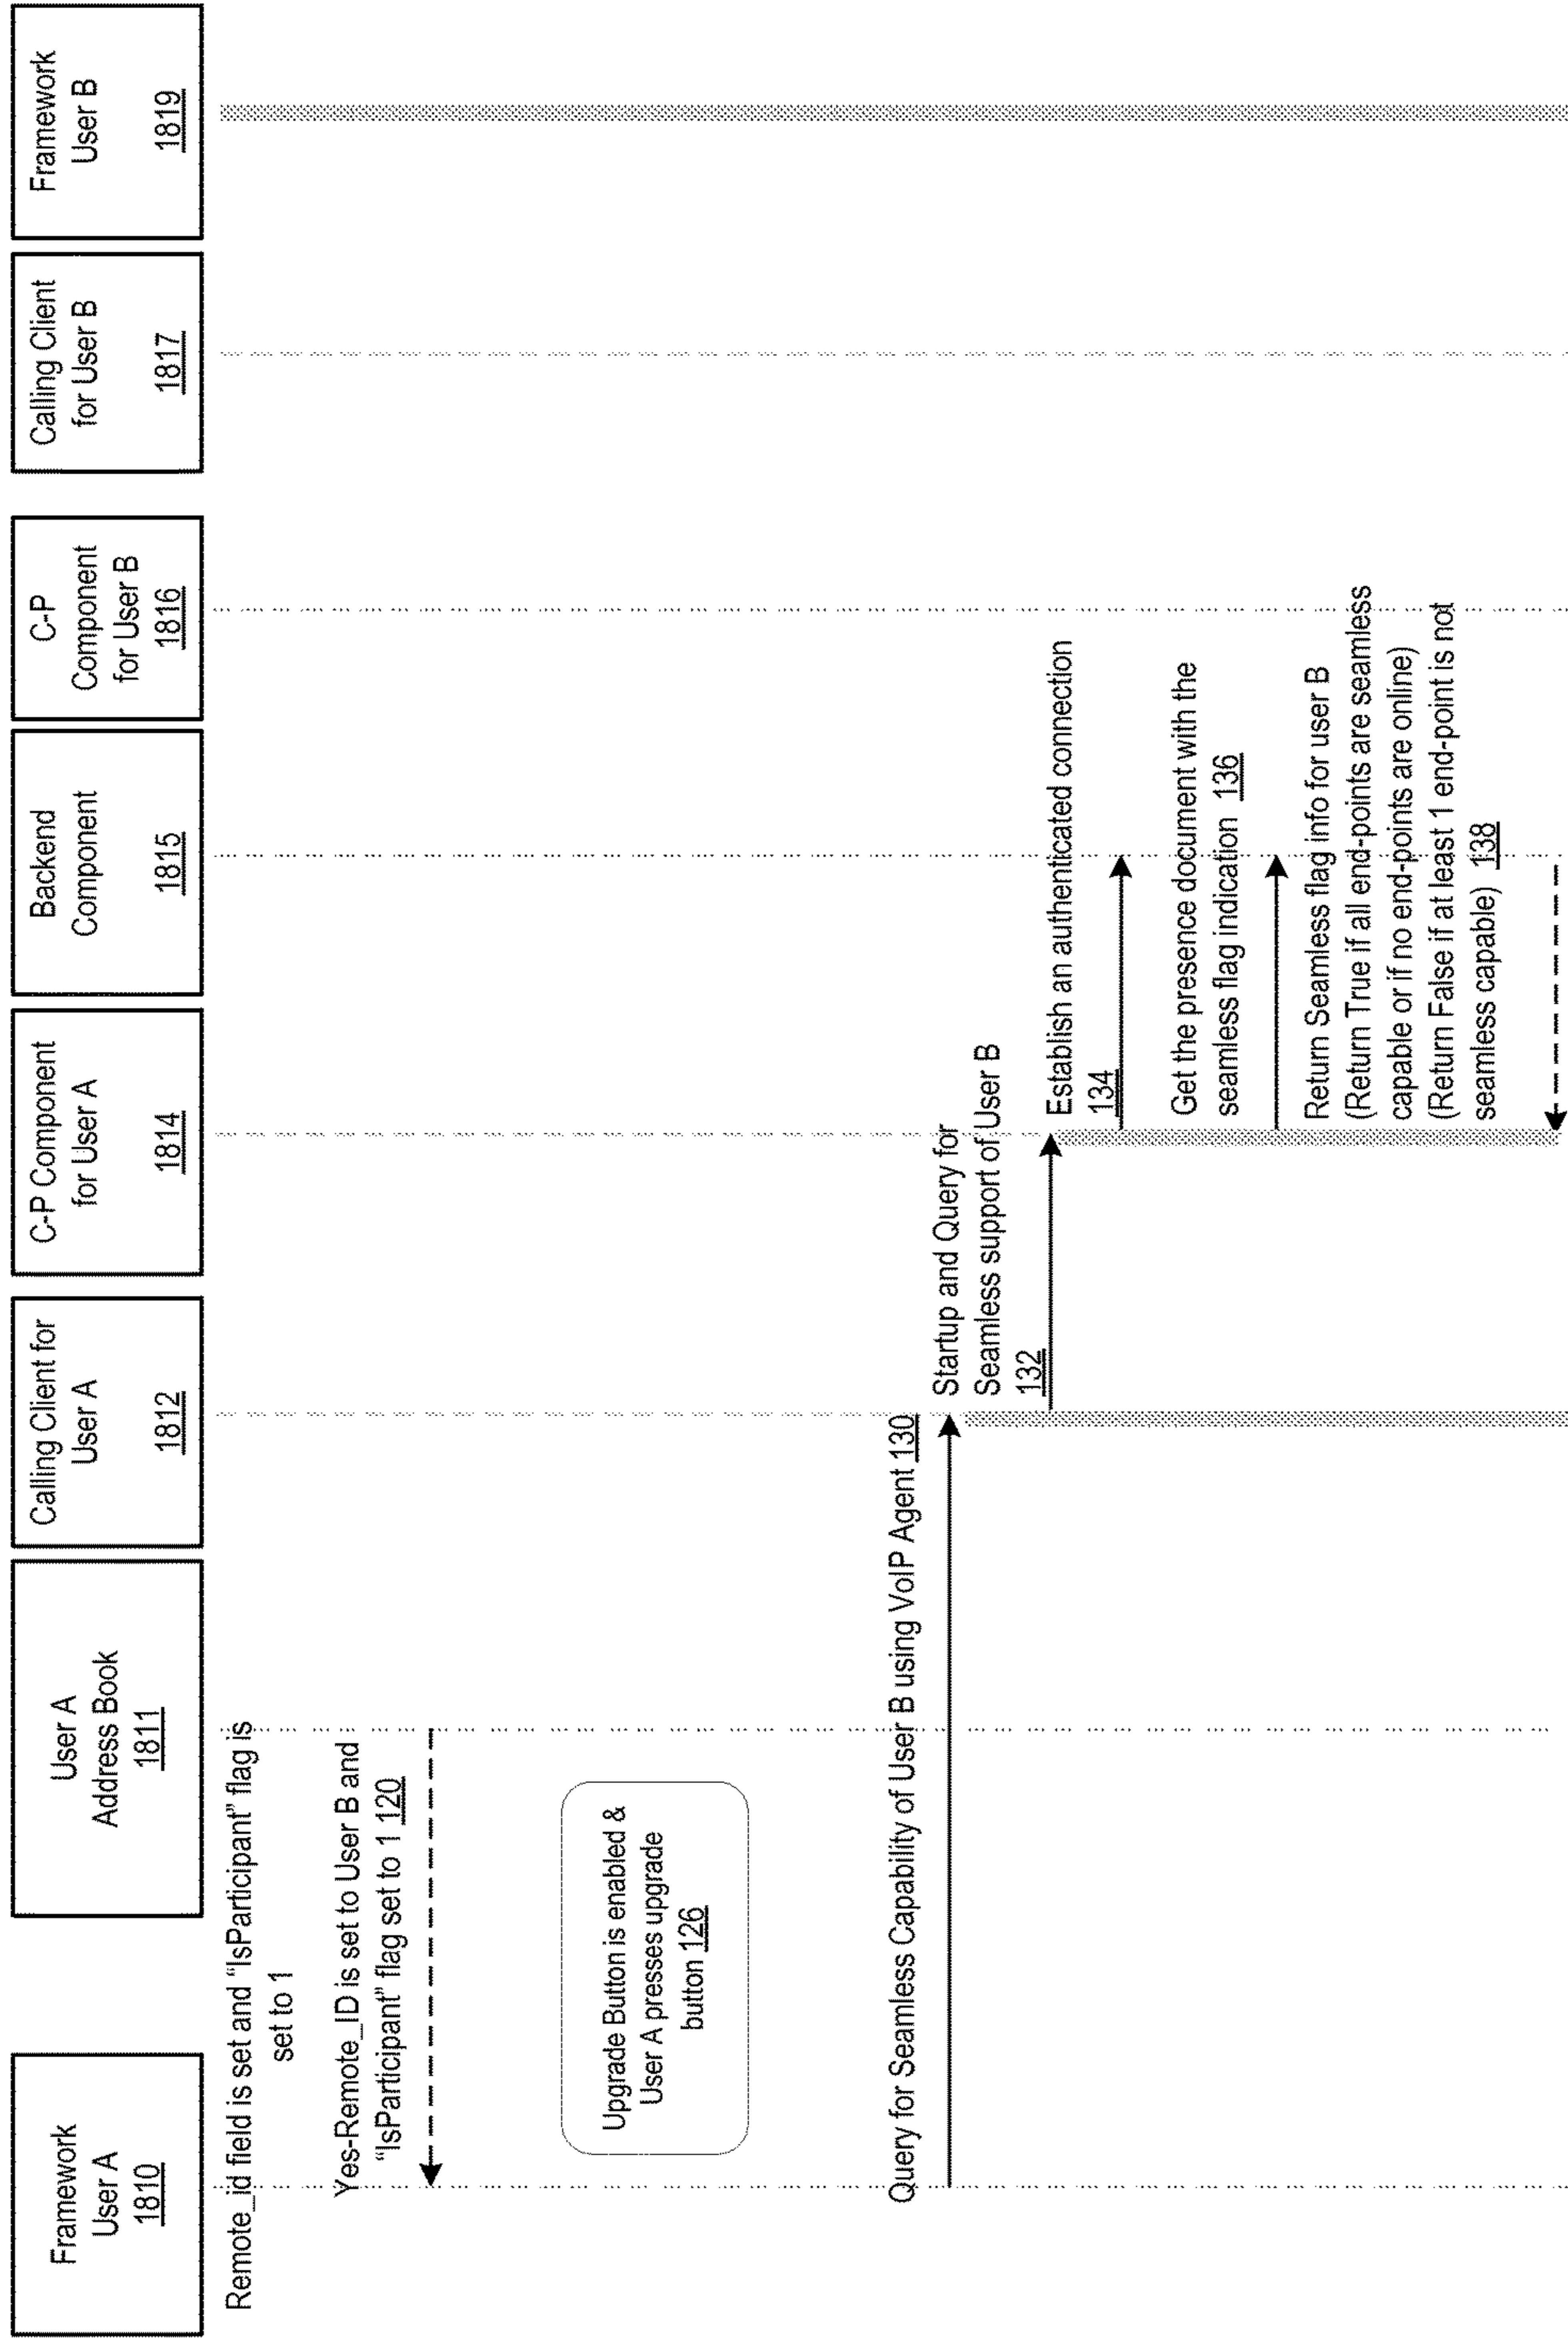 Framework
User A
1810
User A
Address Book
1811
Calling Client for
User A
1812
C-P Component
for User A
1814
Backend
Component
1815
C-P
Component
for User B
1816
Calling Client
for User B
1817
Framework
User B
1819
Remote_id field is set and “IsParticipant” flag is
set to 1
Yes-Remote_ID is set to User B and
“IsParticipant” flag set to 1 120
Upgrade Button is enabled &
User A presses upgrade
button 126
Query for Seamless Capability of User B using VoIP Agent 130
Startup and Query for
Seamless support of User B
132
Establish an authenticated connection
134
Get the presence document with the
seamless flag indication 136
Return Seamless flag info for user B
(Return True if all end-points are seamless
capable or if no end-points are online)
(Return False if at least 1 end-point is not
seamless capable) 138